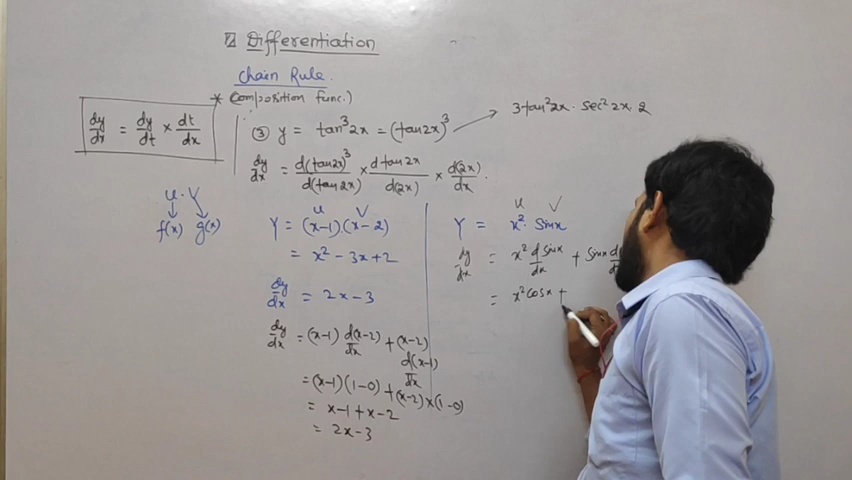 Differentiation
Chain Rule.
* (Composition func.)
dy/dx = dy/dt × dt/dx
③ y = tan³2x = (tan2x)³
3tan²2x · sec²2x · 2
dy/dx = d(tan2x)³/d(tan2x) × d tan2x/d(2x) × d(2x)/dx .
u . v
f(x) g(x)
u v
Y = (x-1).(x-2)
= x² - 3x + 2
dy/dx = 2x - 3
dy/dx = (x-1) d(x-2)/dx + (x-2) d(x-1)/dx
= (x-1)(1-0) + (x-2)×(1-0)
= x-1+x-2
= 2x-3
u v
Y = x². Sinx
dy/dx = x² d sinx/dx + sinx
= x² cosx +